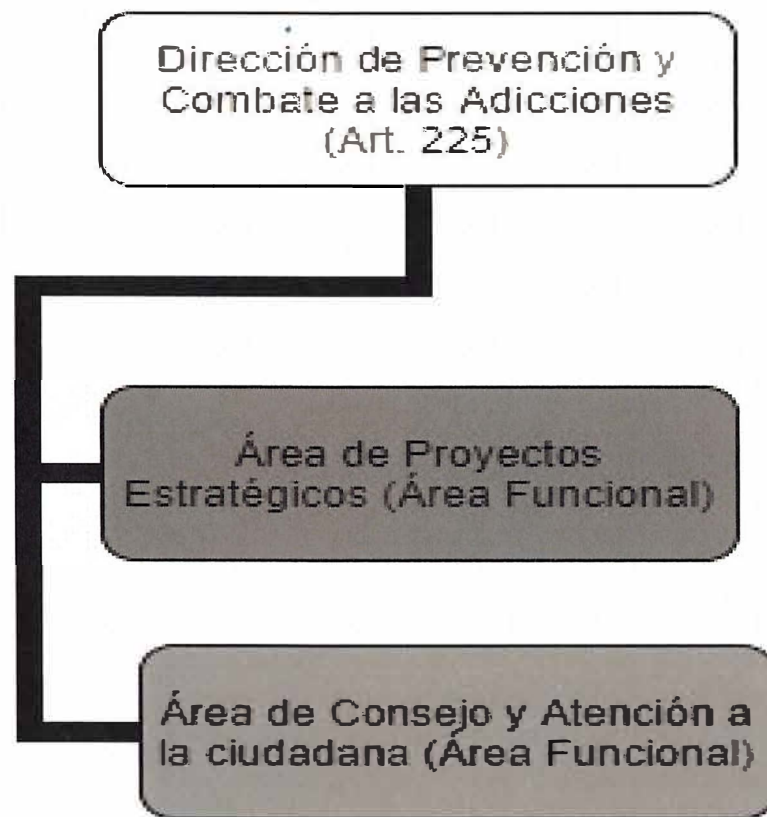 Dirección de Prevención y
Combate a las Adicciones
(Art. 225)
Área de Proyectos
Estratégicos (Área Funcional)
Área de Consejo y Atención a
la ciudadana (Área Funcional)